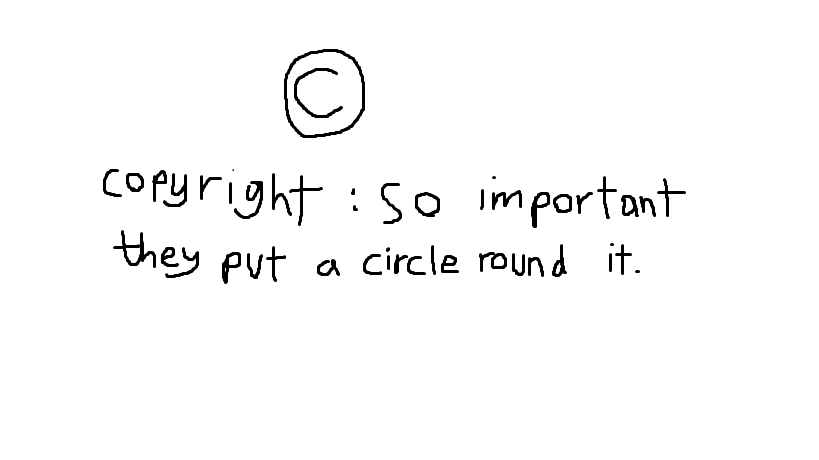 ©
copyright : so important
they put a circle round it.